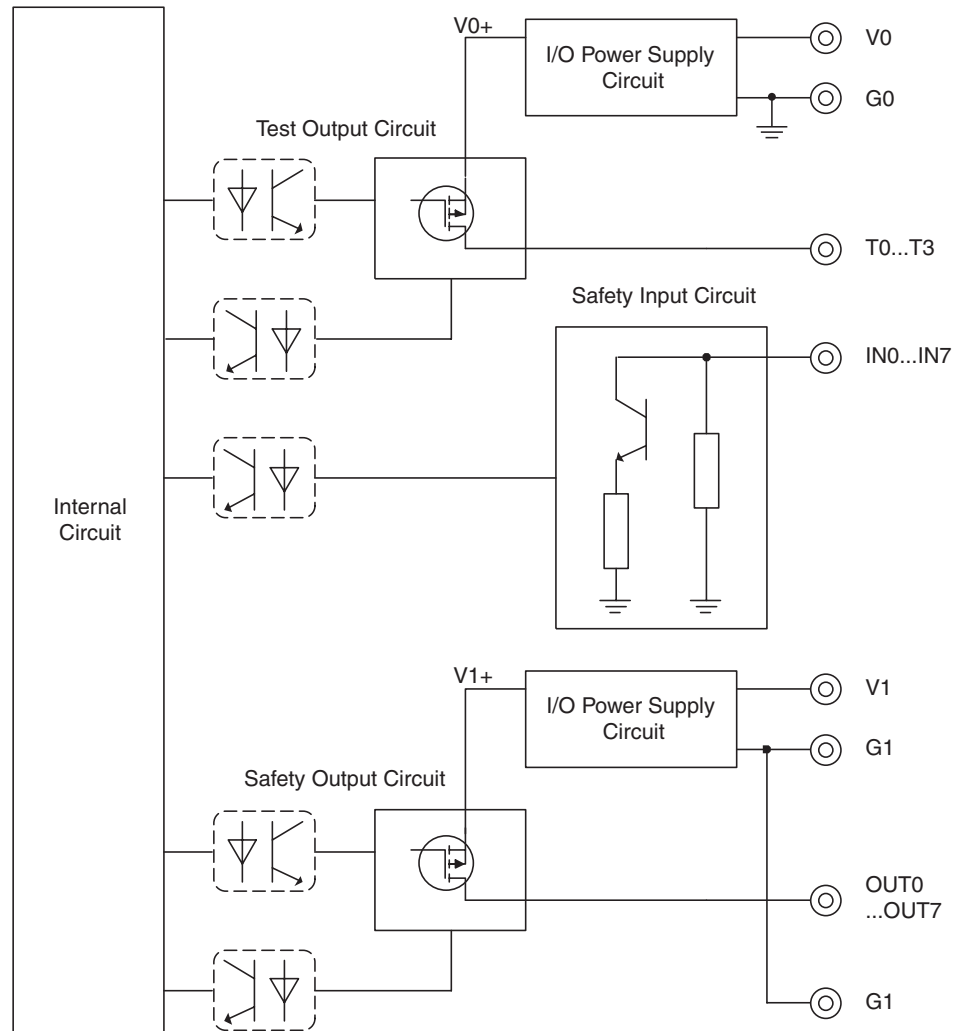 V0+
I/O Power Supply
Circuit
V0
G0
Test Output Circuit
T0...T3
Safety Input Circuit
IN0...IN7
Internal
Circuit
V1+
I/O Power Supply
Circuit
V1
G1
Safety Output Circuit
OUT0
...OUT7
G1